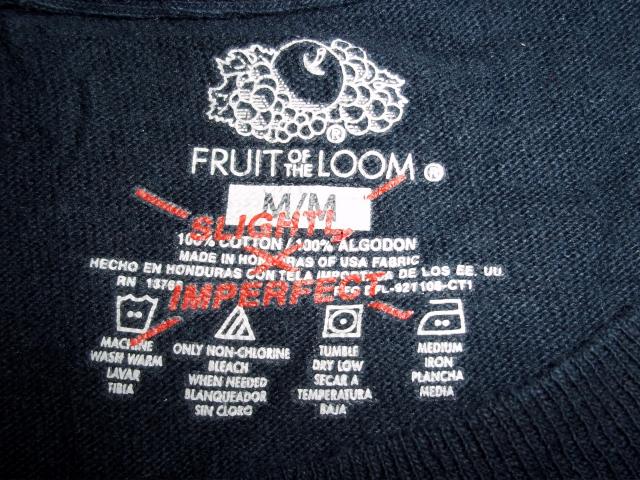 ®
FRUIT OF THE LOOM ®
M/M
SLIGHTLY
100% COTTON / 100% ALGODON
MADE IN HONDURAS OF USA FABRIC
HECHO EN HONDURAS CON TELA IMPORTADA DE LOS EE. UU.
RN
IMPERFECT
MACHINE
WASH WARM
LAVAR
TIBIA
ONLY NON-CHLORINE
BLEACH
WHEN NEEDED
BLANQUEADOR
SIN CLORO
TUMBLE
DRY LOW
SECAR A
TEMPERATURA
BAJA
MEDIUM
IRON
PLANCHA
MEDIA